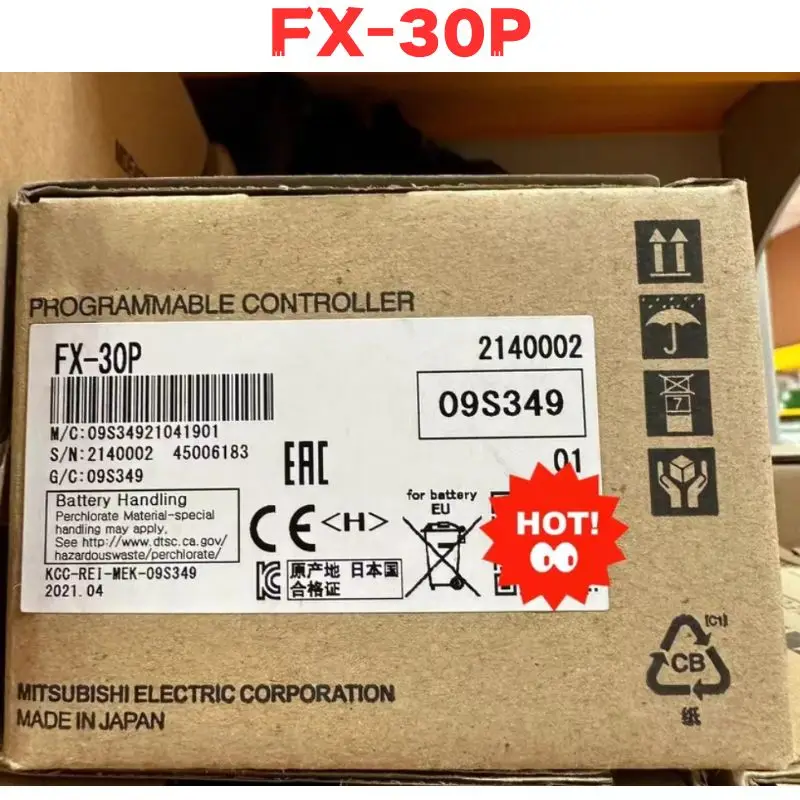 FX-30P
PROGRAMMABLE CONTROLLER
FX-30P 2140002
09S349
M/C:09S34921041901
S/N:2140002 45006183
G/C:09S349
01
EAC
Battery Handling
Perchlorate Material-special
handling may apply.
See http://www.dtsc.ca.gov/
hazardouswaste/perchlorate/
CE <H>
for battery
EU
HOT!
KCC-REI-MEK-09S349
2021.04
原产地 日本国
合格证
7
[C1]
CB
纸
MITSUBISHI ELECTRIC CORPORATION
MADE IN JAPAN